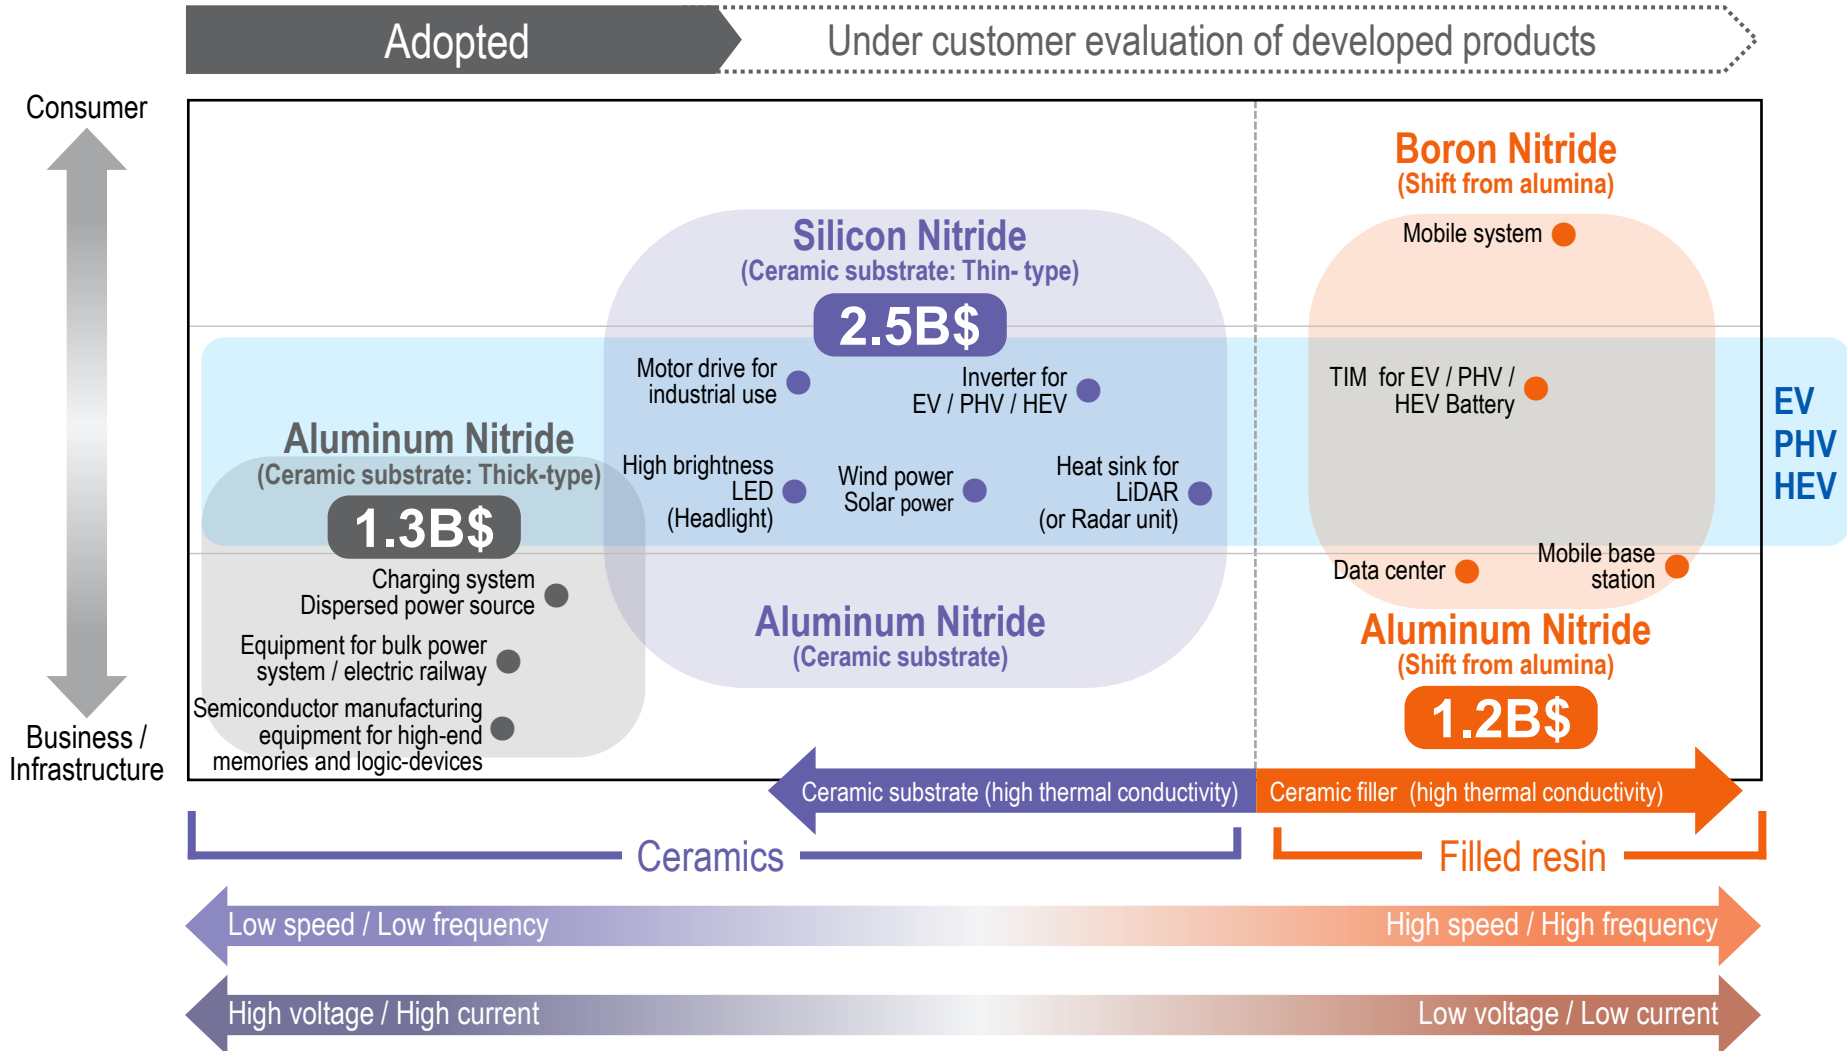 Adopted
Under customer evaluation of developed products
Consumer
Boron Nitride
(Shift from alumina)
Mobile system
Silicon Nitride
(Ceramic substrate: Thin- type)
2.5B$
Motor drive for
industrial use
Inverter for
EV / PHV / HEV
TIM for EV / PHV /
HEV Battery
EV
PHV
HEV
Aluminum Nitride
(Ceramic substrate: Thick-type)
1.3B$
High brightness
LED
(Headlight)
Wind power
Solar power
Heat sink for
LiDAR
(or Radar unit)
Data center
Mobile base
station
Charging system
Dispersed power source
Equipment for bulk power
system / electric railway
Semiconductor manufacturing
equipment for high-end
memories and logic-devices
Aluminum Nitride
(Ceramic substrate)
Aluminum Nitride
(Shift from alumina)
1.2B$
Business /
Infrastructure
Ceramic substrate (high thermal conductivity)
Ceramic filler (high thermal conductivity)
Ceramics
Filled resin
Low speed / Low frequency
High speed / High frequency
High voltage / High current
Low voltage / Low current